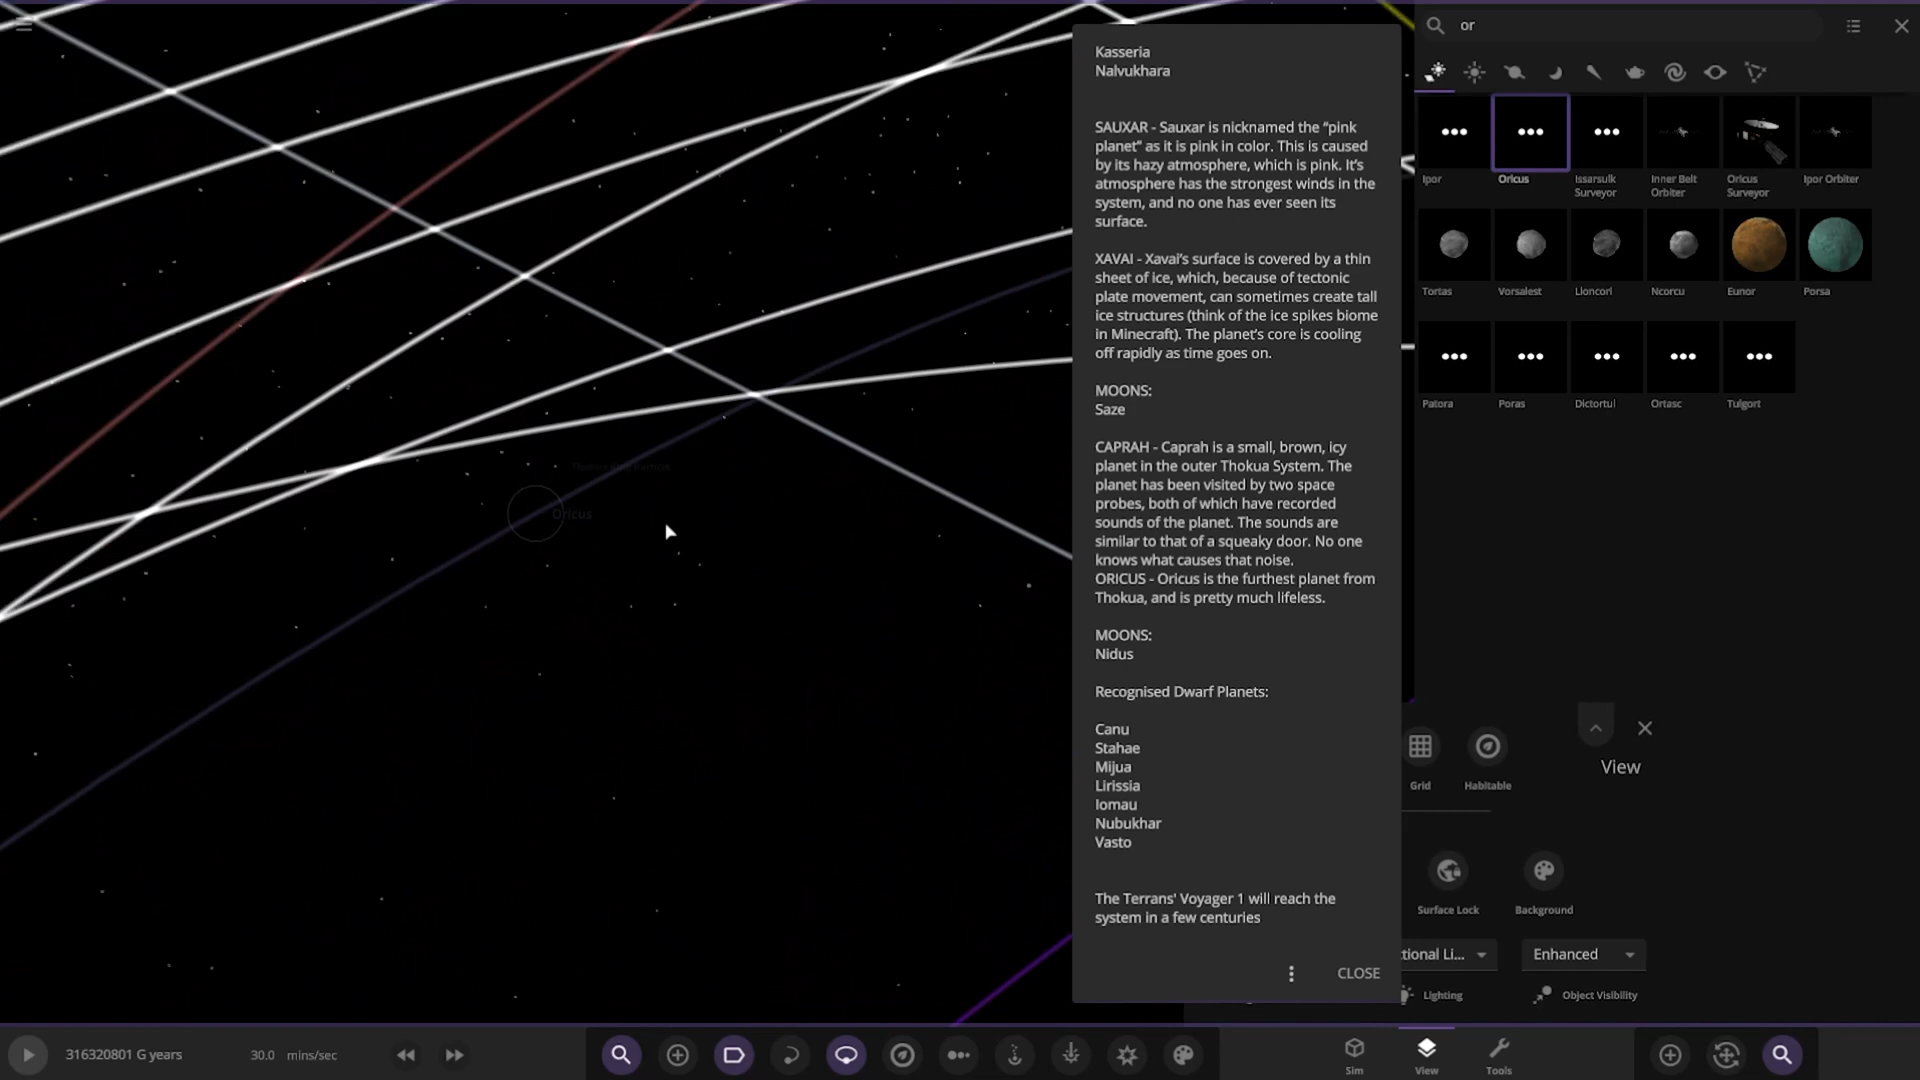 Kasseria
Nalvukhara
SAUXAR - Sauxar is nicknamed the “pink
planet” as it is pink in color. This is caused
by its hazy atmosphere, which is pink. It’s
atmosphere has the strongest winds in the
system, and no one has ever seen its
surface.
XAVAI - Xavai’s surface is covered by a thin
sheet of ice, which, because of tectonic
plate movement, can sometimes create tall
ice structures (think of the ice spikes biome
in Minecraft). The planet’s core is cooling
off rapidly as time goes on.
MOONS:
Saze
CAPRAH - Caprah is a small, brown, icy
planet in the outer Thokua System. The
planet has been visited by two space
probes, both of which have recorded
sounds of the planet. The sounds are
similar to that of a squeaky door. No one
knows what causes that noise.
ORICUS - Oricus is the furthest planet from
Thokua, and is pretty much lifeless.
MOONS:
Nidus
Recognised Dwarf Planets:
Canu
Stahae
Mijua
Lirissia
Iomau
Nubukhar
Vasto
The Terrans' Voyager 1 will reach the
system in a few centuries
CLOSE
Oricus
or
Ipor
Oricus
Issarsulk
Surveyor
Inner Belt
Orbiter
Oricus
Surveyor
Ipor Orbiter
Tortas
Vorsalest
Ncorcu
Eunor
Porsa
Patora
Poras
Dictortul
Ortasc
Tulgort
View
Grid
Habitable
Surface Lock
Background
tional Li...
Enhanced
Lighting
Object Visibility
316320801 G years
30.0 mins/sec
Sim
View
Tools